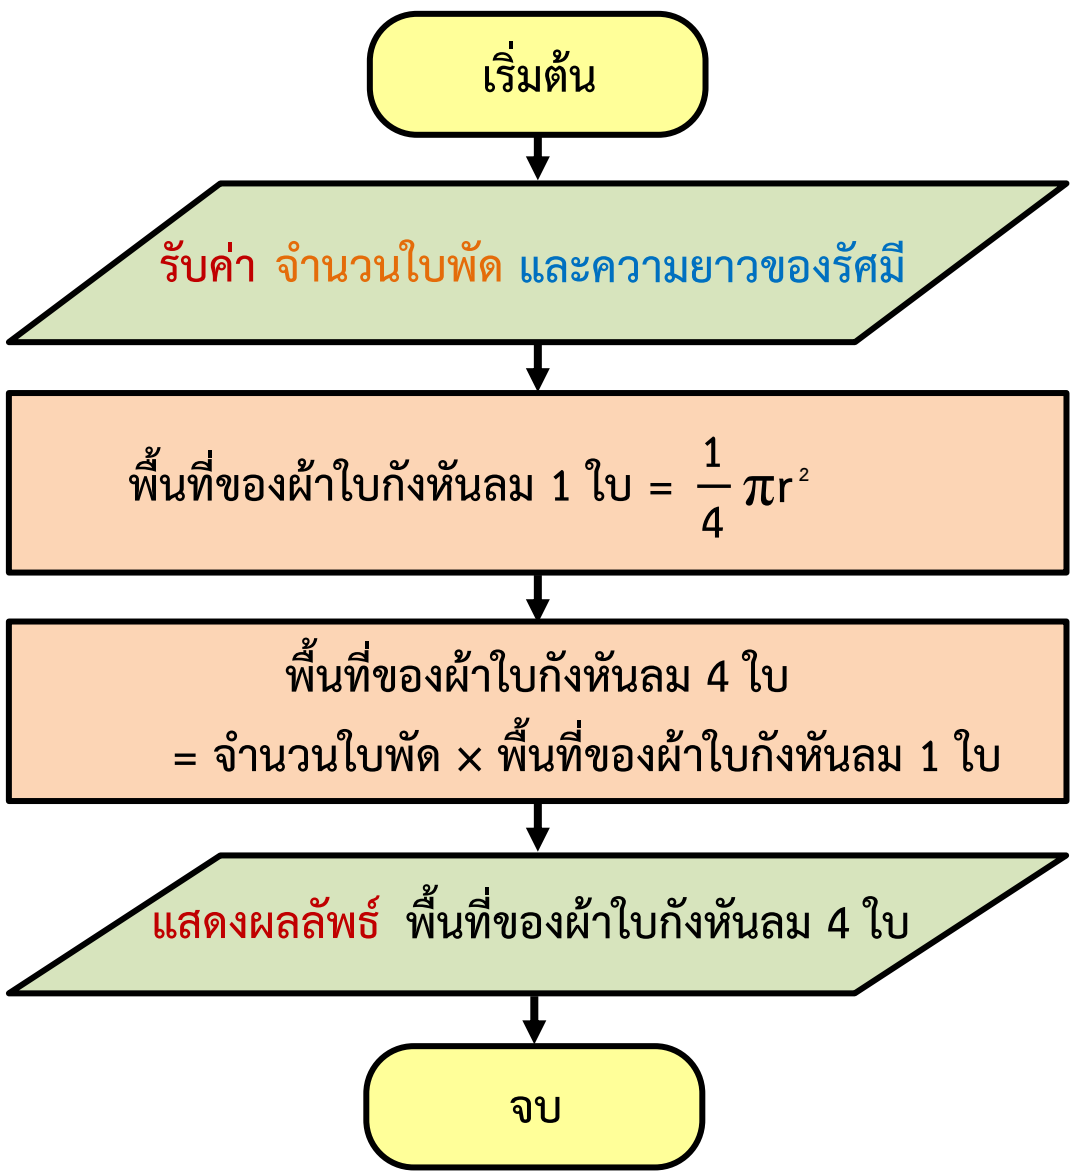 เริ่มต้น
รับค่า จำนวนใบพัด และความยาวของรัศมี
พื้นที่ของผ้าใบกังหันลม 1 ใบ = 1/4 πr²
พื้นที่ของผ้าใบกังหันลม 4 ใบ
= จำนวนใบพัด × พื้นที่ของผ้าใบกังหันลม 1 ใบ
แสดงผลลัพธ์ พื้นที่ของผ้าใบกังหันลม 4 ใบ
จบ